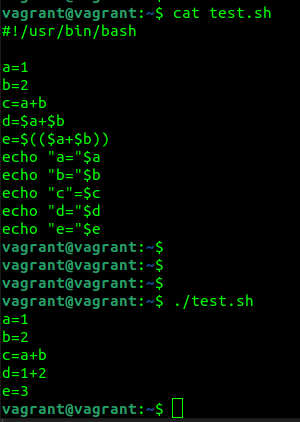 vagrant@vagrant:~$ cat test.sh
#!/usr/bin/bash
a=1
b=2
c=a+b
d=$a+$b
e=$(($a+$b))
echo "a="$a
echo "b="$b
echo "c"=$c
echo "d="$d
echo "e="$e
vagrant@vagrant:~$
vagrant@vagrant:~$
vagrant@vagrant:~$
vagrant@vagrant:~$ ./test.sh
a=1
b=2
c=a+b
d=1+2
e=3
vagrant@vagrant:~$